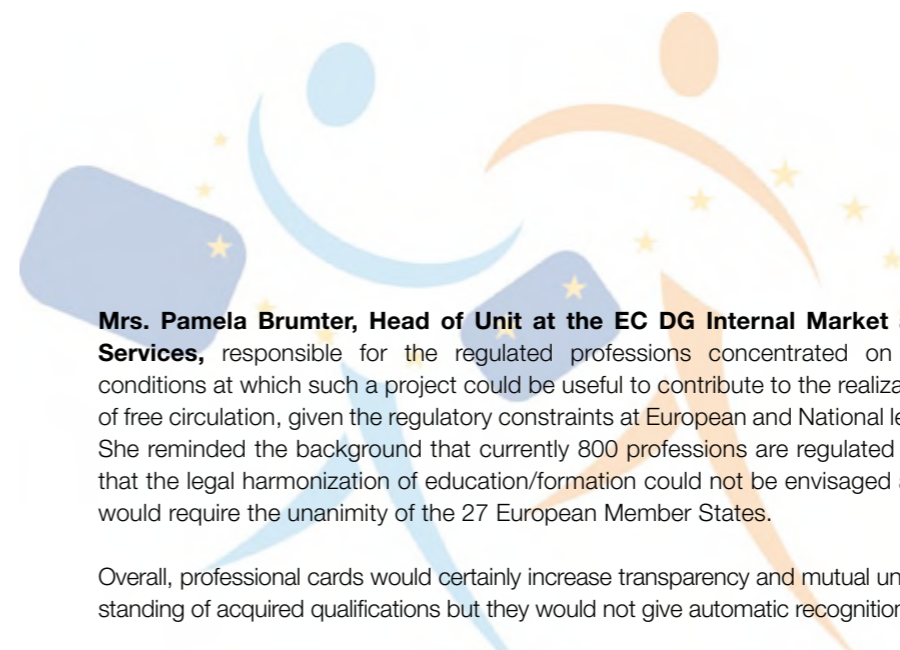 Mrs. Pamela Brumter, Head of Unit at the EC DG Internal Market
Services, responsible for the regulated professions concentrated on
conditions at which such a project could be useful to contribute to the realiza
of free circulation, given the regulatory constraints at European and National le
She reminded the background that currently 800 professions are regulated
that the legal harmonization of education/formation could not be envisaged
would require the unanimity of the 27 European Member States.
Overall, professional cards would certainly increase transparency and mutual un
standing of acquired qualifications but they would not give automatic recognition